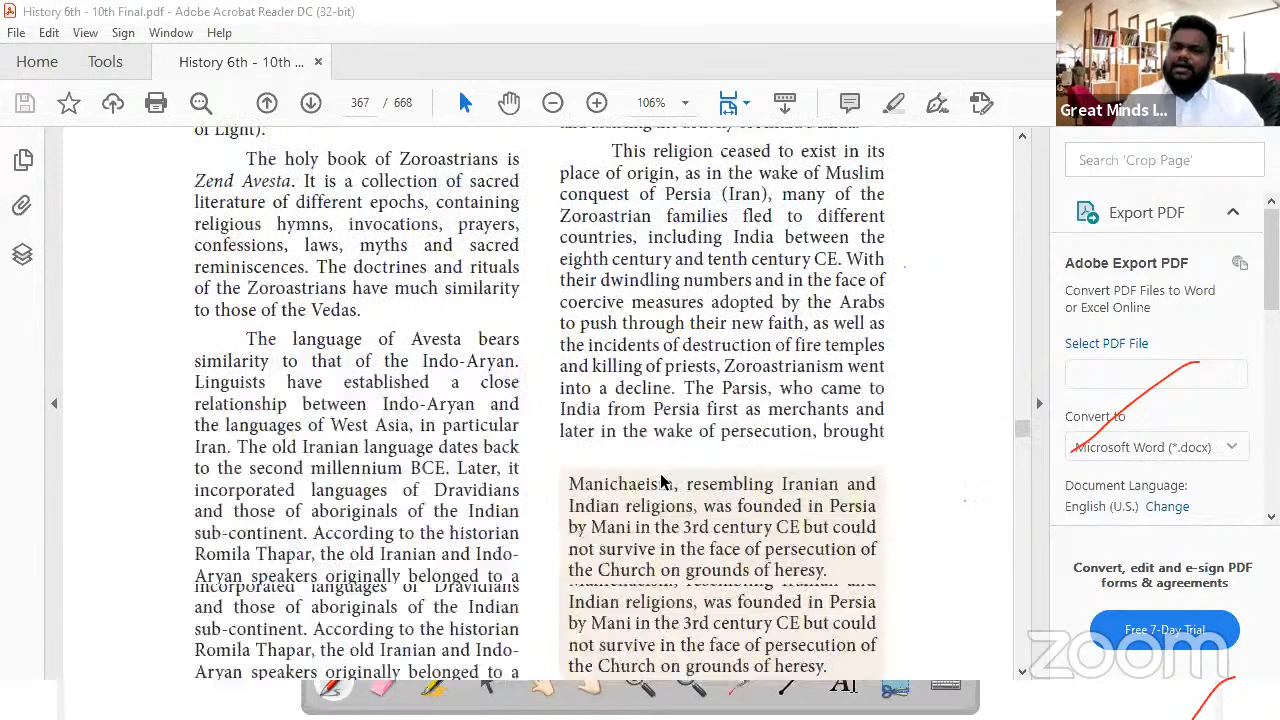 History 6th - 10th Final.pdf - Adobe Acrobat Reader DC (32-bit)
File Edit View Sign Window Help
Home Tools History 6th - 10th ... ×
367 / 668 106%
Great Minds I...
of Light).
The holy book of Zoroastrians is
Zend Avesta. It is a collection of sacred
literature of different epochs, containing
religious hymns, invocations, prayers,
confessions, laws, myths and sacred
reminiscences. The doctrines and rituals
of the Zoroastrians have much similarity
to those of the Vedas.
The language of Avesta bears
similarity to that of the Indo-Aryan.
Linguists have established a close
relationship between Indo-Aryan and
the languages of West Asia, in particular
Iran. The old Iranian language dates back
to the second millennium BCE. Later, it
incorporated languages of Dravidians
and those of aboriginals of the Indian
sub-continent. According to the historian
Romila Thapar, the old Iranian and Indo-
Aryan speakers originally belonged to a
incorporated languages of Dravidians
and those of aboriginals of the Indian
sub-continent. According to the historian
Romila Thapar, the old Iranian and Indo-
Aryan speakers originally belonged to a
This religion ceased to exist in its
place of origin, as in the wake of Muslim
conquest of Persia (Iran), many of the
Zoroastrian families fled to different
countries, including India between the
eighth century and tenth century CE. With
their dwindling numbers and in the face of
coercive measures adopted by the Arabs
to push through their new faith, as well as
the incidents of destruction of fire temples
and killing of priests, Zoroastrianism went
into a decline. The Parsis, who came to
India from Persia first as merchants and
later in the wake of persecution, brought
Manichaeism, resembling Iranian and
Indian religions, was founded in Persia
by Mani in the 3rd century CE but could
not survive in the face of persecution of
the Church on grounds of heresy.
Indian religions, was founded in Persia
by Mani in the 3rd century CE but could
not survive in the face of persecution of
the Church on grounds of heresy.
Search 'Crop Page'
Export PDF
Adobe Export PDF
Convert PDF Files to Word
or Excel Online
Select PDF File
Convert to
Microsoft Word (*.docx)
Document Language:
English (U.S.) Change
Convert, edit and e-sign PDF
forms & agreements
Free 7-Day Trial
zoom
A